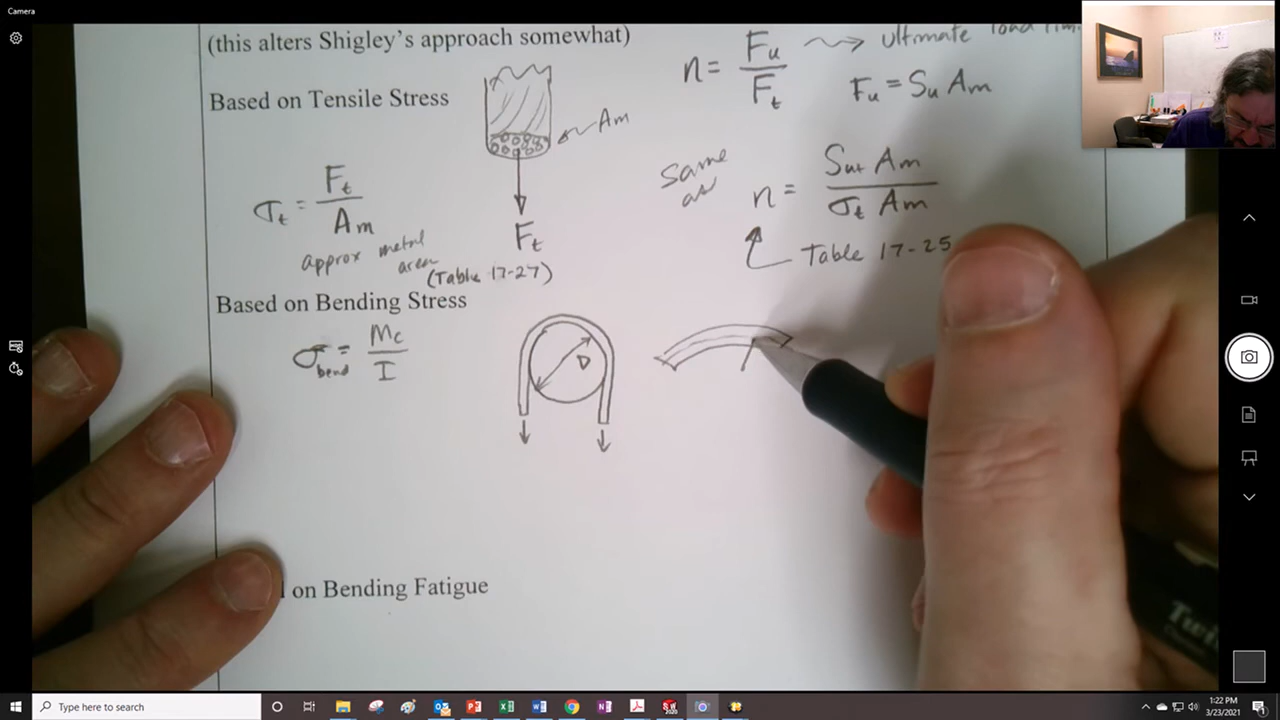 Camera
(this alters Shigley's approach somewhat)
n = Fu / Ft ⟿ ultimate load
Fu = Su Am
Based on Tensile Stress
Am
Ft
σt = Ft / Am
approx metal area
(Table 17-27)
same as
n = Sut Am / σt Am
Table 17-25
Based on Bending Stress
σbend = Mc / I
D
on Bending Fatigue
Twi
Type here to search
1:22 PM
3/23/2021